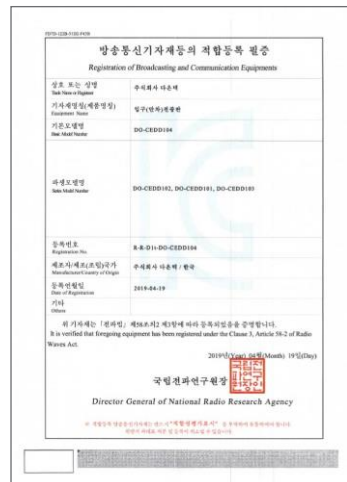 방송통신기자재등의 적합등록 필증
Registration of Broadcasting and Communication Equipments
상호 또는 성명
Trade Name or Registrant
주식회사 다온텍
기자재명칭(제품명칭)
Equipment Name
입구(만차)전광판
기본모델명
Basic Model Number
DO-CEDD104
파생모델명
Series Model Number
DO-CEDD102, DO-CEDD101, DO-CEDD103
등록번호
Registration No.
R-R-D1t-DO-CEDD104
제조자/제조(조립)국가
Manufacturer/Country of Origin
주식회사 다온텍 / 한국
등록연월일
Date of Registration
2019-04-19
기타
Others
위 기자재는 「전파법」 제58조의2 제3항에 따라 등록되었음을 증명합니다.
It is verified that foregoing equipment has been registered under the Clause 3, Article 58-2 of Radio
Waves Act.
2019년(Year) 04월(Month) 19일(Day)
국립전파연구원장
Director General of National Radio Research Agency